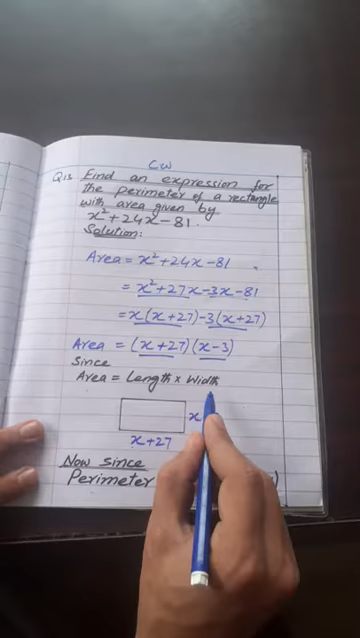 CW
Q13 Find an expression for
the perimeter of a rectangle
with area given by
x² + 24x - 81.
Solution:
Area = x² + 24x - 81
= x² + 27x - 3x - 81
= x(x + 27) - 3(x + 27)
Area = (x + 27) (x - 3)
Since
Area = Length × Width
x
x + 27
Now since
Perimeter )